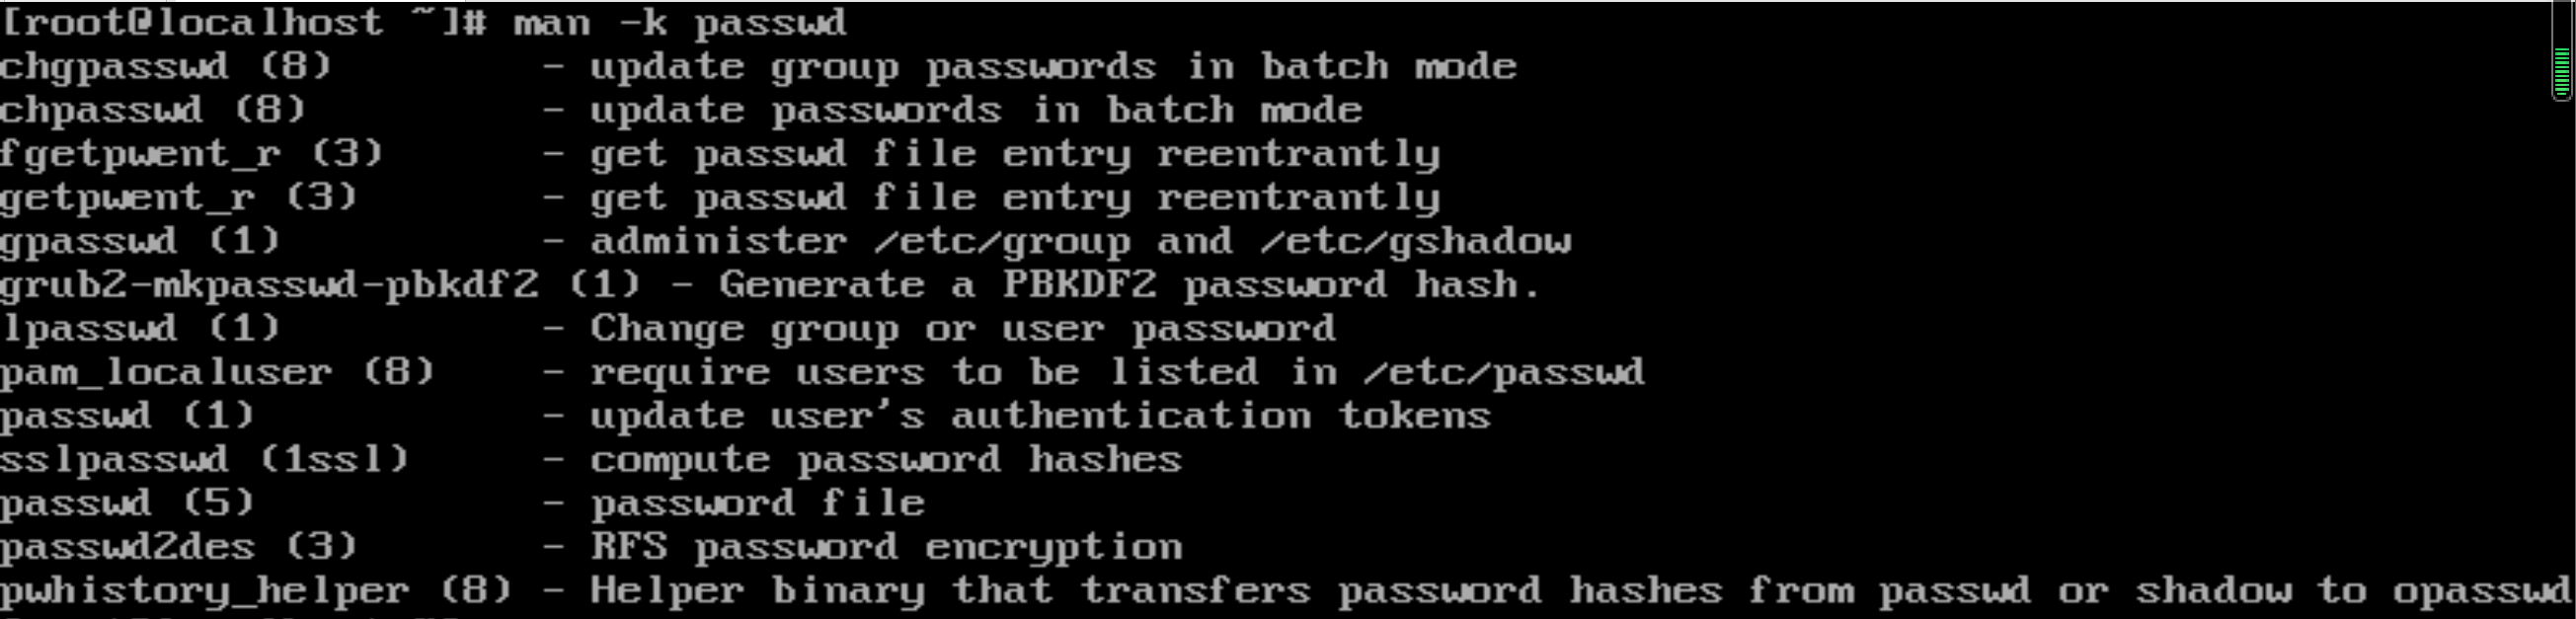 [root@localhost ~]# man -k passwd
chgpasswd (8)        - update group passwords in batch mode
chpasswd (8)         - update passwords in batch mode
fgetpwent_r (3)      - get passwd file entry reentrantly
getpwent_r (3)       - get passwd file entry reentrantly
gpasswd (1)          - administer /etc/group and /etc/gshadow
grub2-mkpasswd-pbkdf2 (1) - Generate a PBKDF2 password hash.
lpasswd (1)          - Change group or user password
pam_localuser (8)    - require users to be listed in /etc/passwd
passwd (1)           - update user's authentication tokens
sslpasswd (1ssl)     - compute password hashes
passwd (5)           - password file
passwd2des (3)       - RFS password encryption
pwhistory_helper (8) - Helper binary that transfers password hashes from passwd or shadow to opasswd